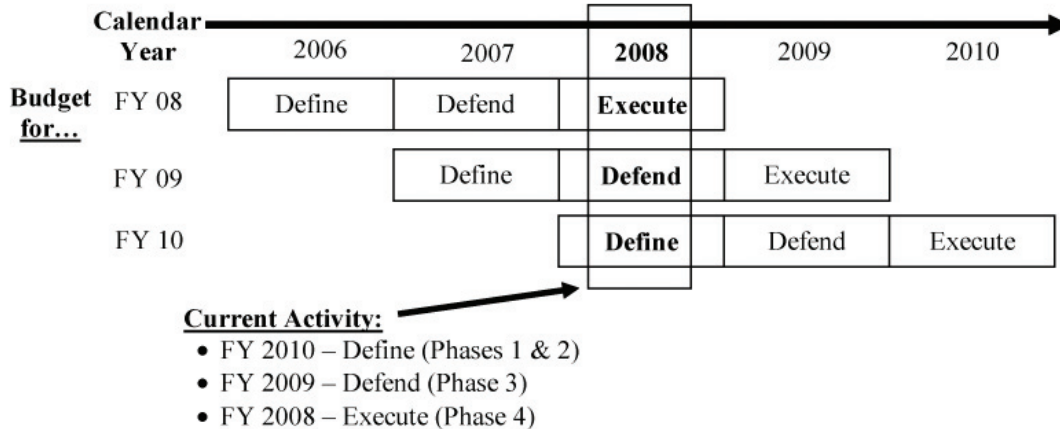 Calendar
Year 2006 2007 2008 2009 2010
Budget
for...
FY 08 Define Defend Execute
FY 09 Define Defend Execute
FY 10 Define Defend Execute
Current Activity:
• FY 2010 – Define (Phases 1 & 2)
• FY 2009 – Defend (Phase 3)
• FY 2008 – Execute (Phase 4)